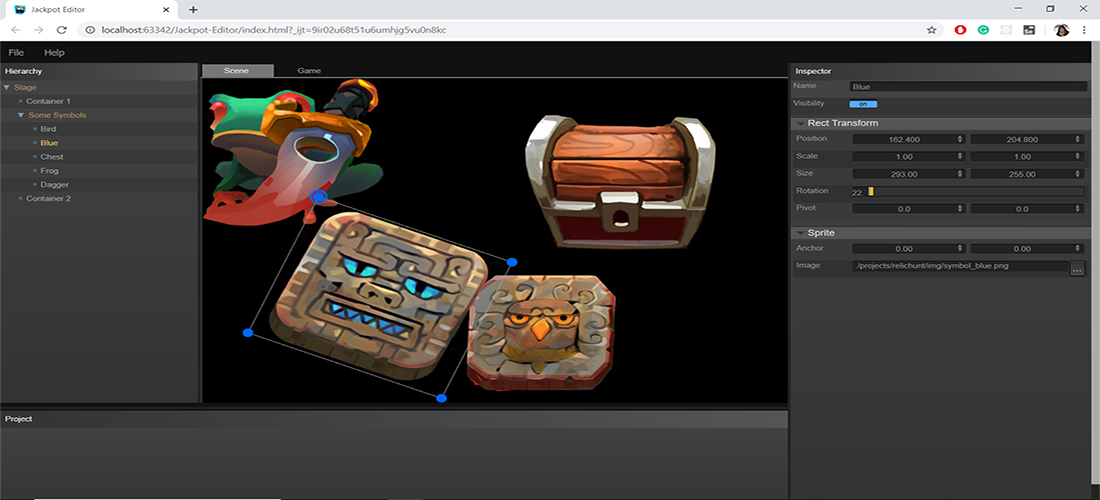 Jackpot Editor
localhost:63342/Jackpot-Editor/index.html?_ijt=9ir02u68t51u6umhjg5vu0n8kc
File Help
Hierarchy
Scene Game
Inspector
Stage
Container 1
Some Symbols
Bird
Blue
Chest
Frog
Dagger
Container 2
Name Blue
Visibility on
Rect Transform
Position 162.400 204.800
Scale 1.00 1.00
Size 293.00 255.00
Rotation 22
Pivot 0.0 0.0
Sprite
Anchor 0.00 0.00
Image ./projects/relichunt/img/symbol_blue.png ...
Project